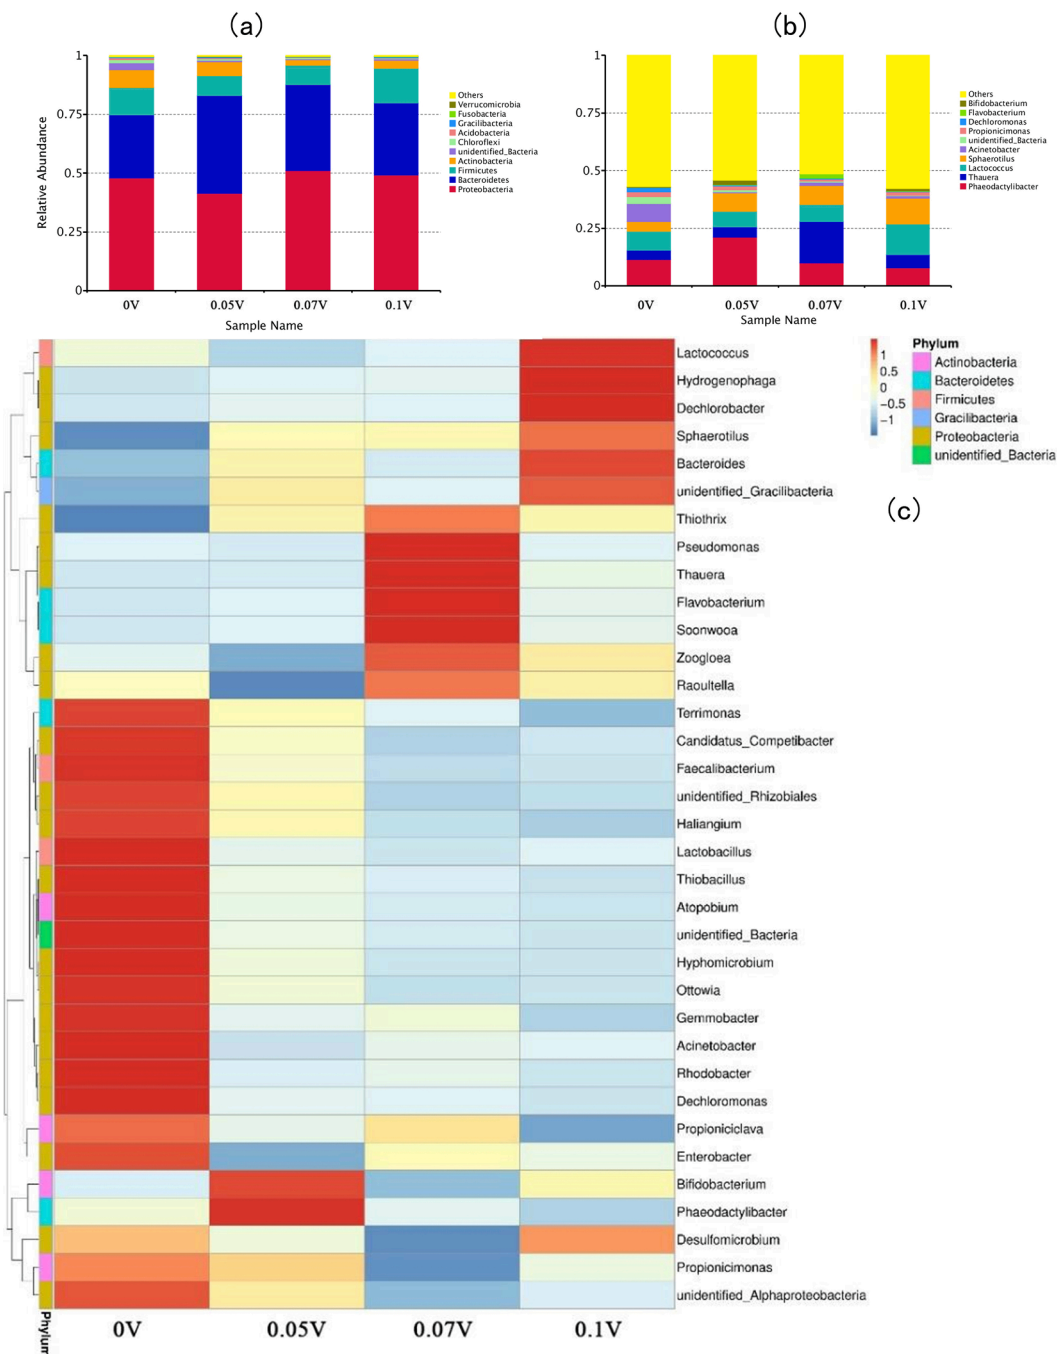 (a)
1
0.75
0.5
0.25
0
Relative Abundance
0V
0.05V
0.07V
0.1V
Sample Name
Others
Verrucomicrobia
Fusobacteria
Gracilibacteria
Acidobacteria
Chloroflexi
unidentified_Bacteria
Actinobacteria
Firmicutes
Bacteroidetes
Proteobacteria
(b)
1
0.75
0.5
0.25
0
0V
0.05V
0.07V
0.1V
Sample Name
Others
Bifidobacterium
Flavobacterium
Dechloromonas
Propionicimonas
unidentified_Bacteria
Acinetobacter
Sphaerotilus
Lactococcus
Thauera
Phaeodactylibacter
Lactococcus
Hydrogenophaga
Dechlorobacter
Sphaerotilus
Bacteroides
unidentified_Gracilibacteria
Thiothrix
Pseudomonas
Thauera
Flavobacterium
Soonwooa
Zoogloea
Raoultella
Terrimonas
Candidatus_Competibacter
Faecalibacterium
unidentified_Rhizobiales
Haliangium
Lactobacillus
Thiobacillus
Atopobium
unidentified_Bacteria
Hyphomicrobium
Ottowia
Gemmobacter
Acinetobacter
Rhodobacter
Dechloromonas
Propioniciclava
Enterobacter
Bifidobacterium
Phaeodactylibacter
Desulfomicrobium
Propionicimonas
unidentified_Alphaproteobacteria
Phylum
0V
0.05V
0.07V
0.1V
1
0.5
0
−0.5
−1
Phylum
Actinobacteria
Bacteroidetes
Firmicutes
Gracilibacteria
Proteobacteria
unidentified_Bacteria
(c)